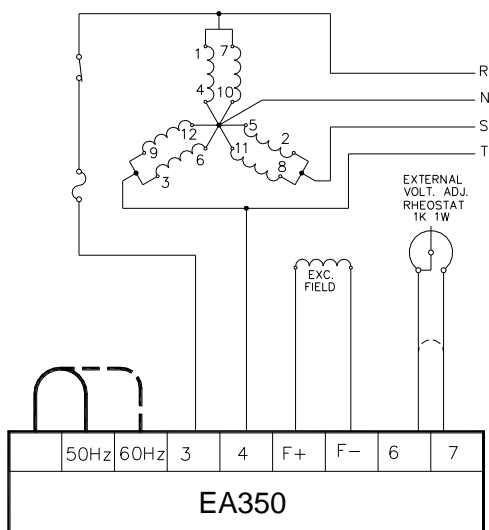 1 7
4 10
R
N
S
T
12 5 2
9 6 11
3 8
EXTERNAL
VOLT. ADJ.
RHEOSTAT
1K 1W
EXC.
FIELD
50Hz 60Hz 3 4 F+ F- 6 7
EA350